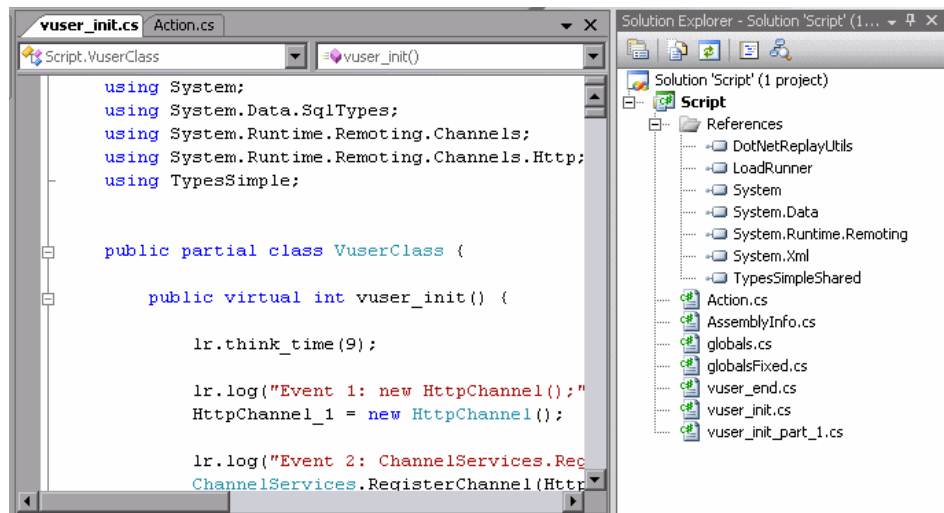 vuser_init.cs Action.cs
Script.VuserClass
vuser_init()
using System;
using System.Data.SqlTypes;
using System.Runtime.Remoting.Channels;
using System.Runtime.Remoting.Channels.Http;
using TypesSimple;
public partial class VuserClass {
public virtual int vuser_init() {
lr.think_time(9);
lr.log("Event 1: new HttpChannel();"
HttpChannel_1 = new HttpChannel();
lr.log("Event 2: ChannelServices.Reg
ChannelServices.RegisterChannel(Http
Solution Explorer - Solution 'Script' (1...
Solution 'Script' (1 project)
Script
References
DotNetReplayUtils
LoadRunner
System
System.Data
System.Runtime.Remoting
System.Xml
TypesSimpleShared
Action.cs
AssemblyInfo.cs
globals.cs
globalsFixed.cs
vuser_end.cs
vuser_init.cs
vuser_init_part_1.cs